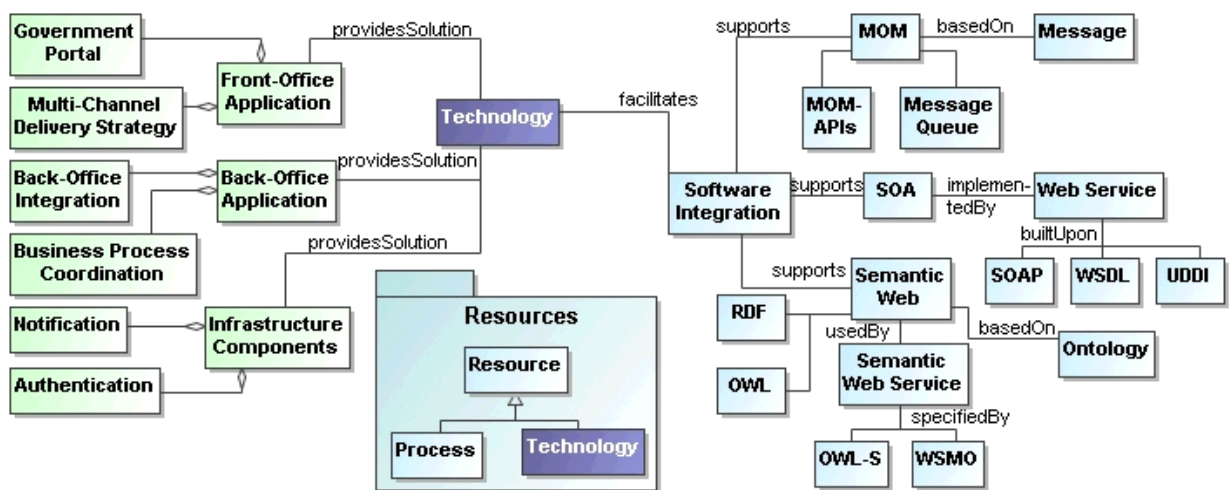 Government
Portal
providesSolution
Front-Office
Application
Multi-Channel
Delivery Strategy
Technology
providesSolution
Back-Office
Integration
Back-Office
Application
Business Process
Coordination
providesSolution
Notification
Infrastructure
Components
Authentication
Resources
Resource
Process
Technology
facilitates
Software
Integration
supports
MOM
basedOn
Message
MOM-
APIs
Message
Queue
supports
SOA
implemen-
tedBy
Web Service
builtUpon
SOAP
WSDL
UDDI
supports
Semantic
Web
RDF
OWL
usedBy
basedOn
Ontology
Semantic
Web Service
specifiedBy
OWL-S
WSMO